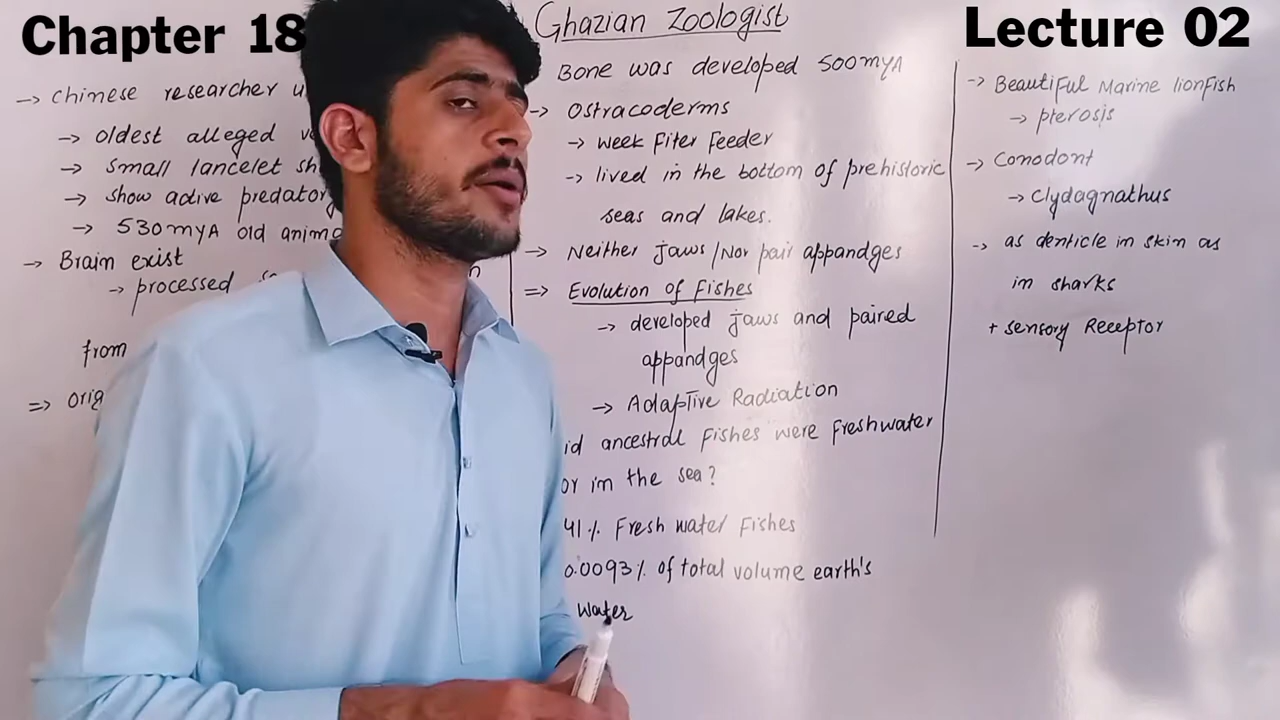 Chapter 18
Ghazian Zoologist
Lecture 02
→ Chinese researcher
→ oldest alleged
→ small lancelet
→ show active predator
→ 530myA old
→ Brain exist
→ processed
from
=>
Bone was developed 500myA
→ Ostracoderms
→ week Fiter Feeder
→ lived in the bottom of prehistoric
seas and lakes.
→ Neither jaws /Nor pair appandges
=> Evolution of Fishes
→ developed jaws and paired
appandges
→ Adaptive Radiation
ancestral Fishes were Freshwater
or in the sea?
41% Fresh water Fishes
0.0093% of total volume earth's
water
→ Beautiful Marine lionfish
→ pterosis
→ Conodont
→ Clydagnathus
→ as denticle in skin as
in sharks
+ sensory Receptor